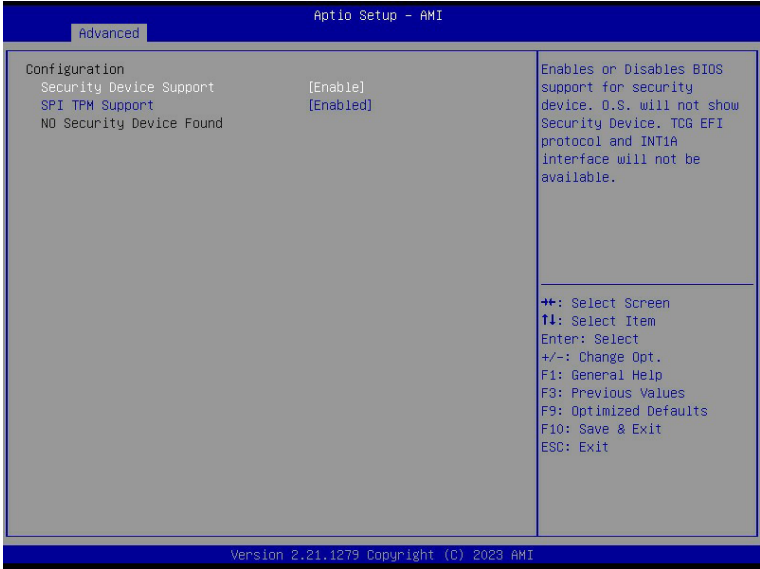 Aptio Setup – AMI
Advanced
Configuration
Security Device Support [Enable]
SPI TPM Support [Enabled]
NO Security Device Found
Enables or Disables BIOS
support for security
device. O.S. will not show
Security Device. TCG EFI
protocol and INT1A
interface will not be
available.
→←: Select Screen
↑↓: Select Item
Enter: Select
+/-: Change Opt.
F1: General Help
F3: Previous Values
F9: Optimized Defaults
F10: Save & Exit
ESC: Exit
Version 2.21.1279 Copyright (C) 2023 AMI